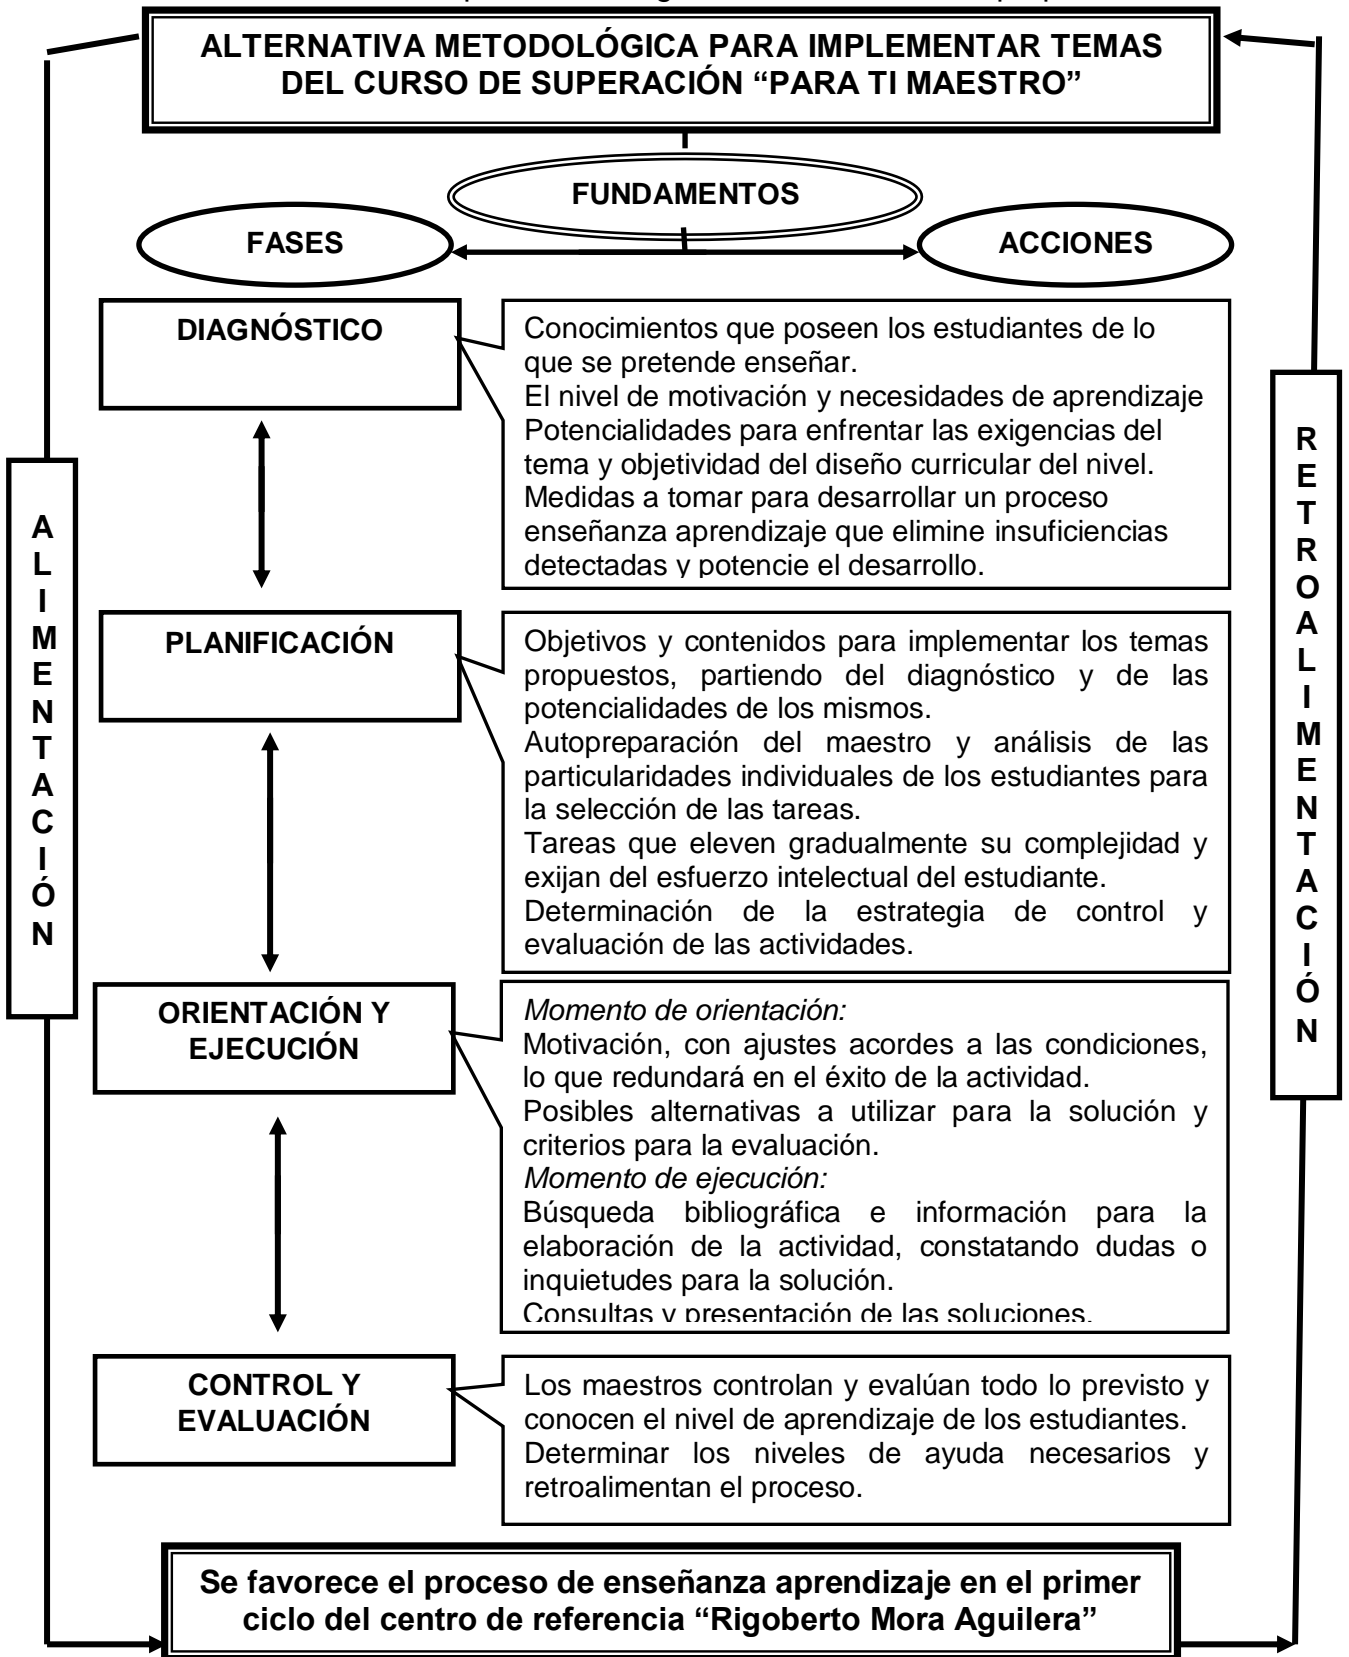 ALTERNATIVA METODOLÓGICA PARA IMPLEMENTAR TEMAS
DEL CURSO DE SUPERACIÓN “PARA TI MAESTRO”
FUNDAMENTOS
FASES
ACCIONES
DIAGNÓSTICO
Conocimientos que poseen los estudiantes de lo
que se pretende enseñar.
El nivel de motivación y necesidades de aprendizaje
Potencialidades para enfrentar las exigencias del
tema y objetividad del diseño curricular del nivel.
Medidas a tomar para desarrollar un proceso
enseñanza aprendizaje que elimine insuficiencias
detectadas y potencie el desarrollo.
PLANIFICACIÓN
Objetivos y contenidos para implementar los temas
propuestos, partiendo del diagnóstico y de las
potencialidades de los mismos.
Autopreparación del maestro y análisis de las
particularidades individuales de los estudiantes para
la selección de las tareas.
Tareas que eleven gradualmente su complejidad y
exijan del esfuerzo intelectual del estudiante.
Determinación de la estrategia de control y
evaluación de las actividades.
ORIENTACIÓN Y
EJECUCIÓN
Momento de orientación:
Motivación, con ajustes acordes a las condiciones,
lo que redundará en el éxito de la actividad.
Posibles alternativas a utilizar para la solución y
criterios para la evaluación.
Momento de ejecución:
Búsqueda bibliográfica e información para la
elaboración de la actividad, constatando dudas o
inquietudes para la solución.
Consultas y presentación de las soluciones.
CONTROL Y
EVALUACIÓN
Los maestros controlan y evalúan todo lo previsto y
conocen el nivel de aprendizaje de los estudiantes.
Determinar los niveles de ayuda necesarios y
retroalimentan el proceso.
ALIMENTACIÓN
RETROALIMENTACIÓN
Se favorece el proceso de enseñanza aprendizaje en el primer
ciclo del centro de referencia “Rigoberto Mora Aguilera”